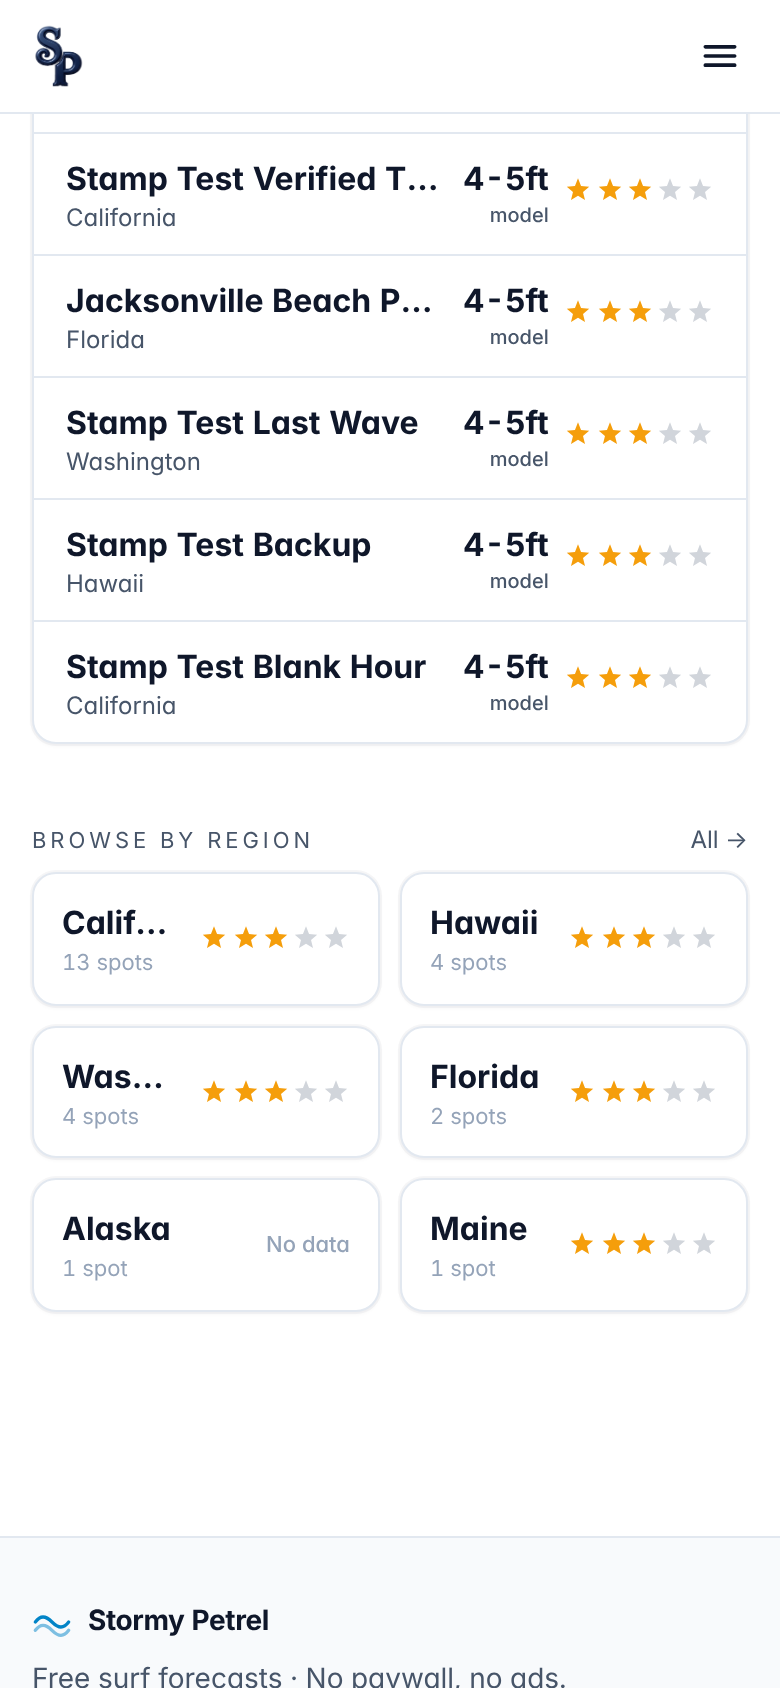 SP
Stamp Test Verified T... 4-5ft
California model
Jacksonville Beach P... 4-5ft
Florida model
Stamp Test Last Wave 4-5ft
Washington model
Stamp Test Backup 4-5ft
Hawaii model
Stamp Test Blank Hour 4-5ft
California model
BROWSE BY REGION All →
Calif...
13 spots
Hawaii
4 spots
Was...
4 spots
Florida
2 spots
Alaska
1 spot
No data
Maine
1 spot
Stormy Petrel
Free surf forecasts · No paywall, no ads.